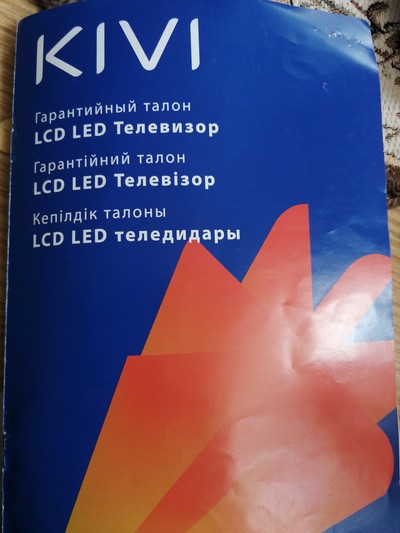 KIVI
Гарантийный талон
LCD LED Телевизор
Гарантійний талон
LCD LED Телевізор
Кепілдік талоны
LCD LED теледидары